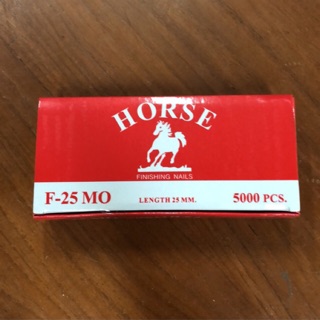 HORSE
FINISHING NAILS
F-25 MO LENGTH 25 MM. 5000 PCS.